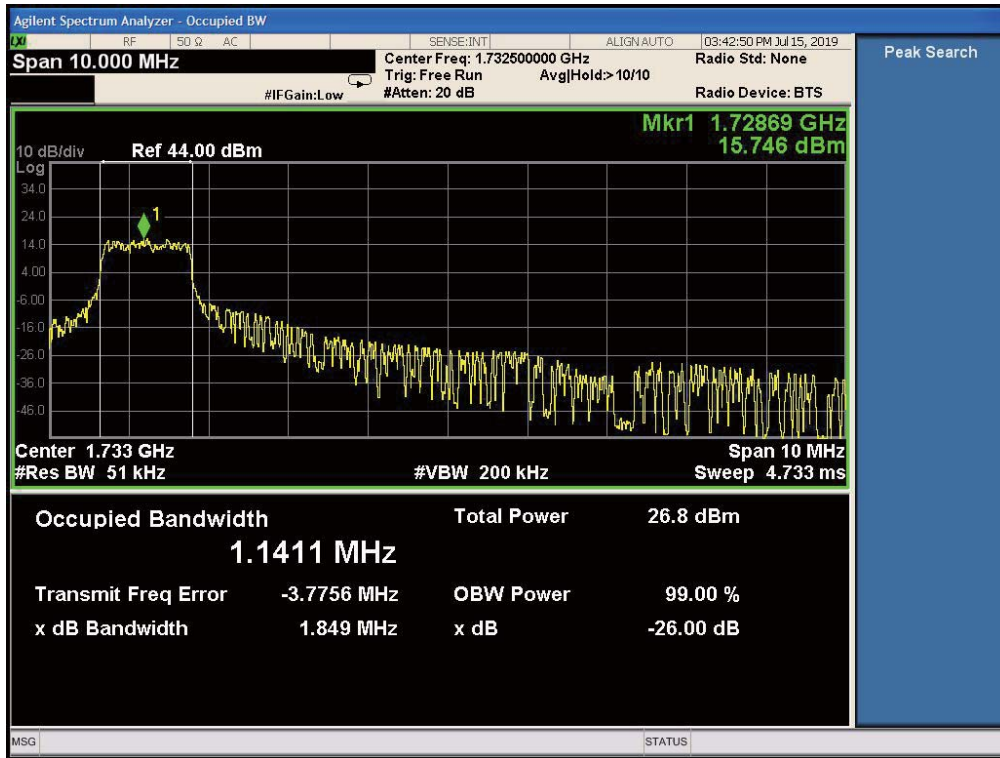 Agilent Spectrum Analyzer - Occupied BW
LXI RF 50 Ω AC SENSE:INT ALIGN AUTO 03:42:50 PM Jul 15, 2019
Span 10.000 MHz
Center Freq: 1.732500000 GHz
Radio Std: None
Trig: Free Run Avg|Hold:> 10/10
#IFGain:Low #Atten: 20 dB
Radio Device: BTS
Peak Search
Mkr1 1.72869 GHz
15.746 dBm
10 dB/div Ref 44.00 dBm
Log
34.0
24.0
1
14.0
4.00
-6.00
-16.0
-26.0
-36.0
-46.0
Center 1.733 GHz Span 10 MHz
#Res BW 51 kHz #VBW 200 kHz Sweep 4.733 ms
Occupied Bandwidth Total Power 26.8 dBm
1.1411 MHz
Transmit Freq Error -3.7756 MHz OBW Power 99.00 %
x dB Bandwidth 1.849 MHz x dB -26.00 dB
MSG STATUS